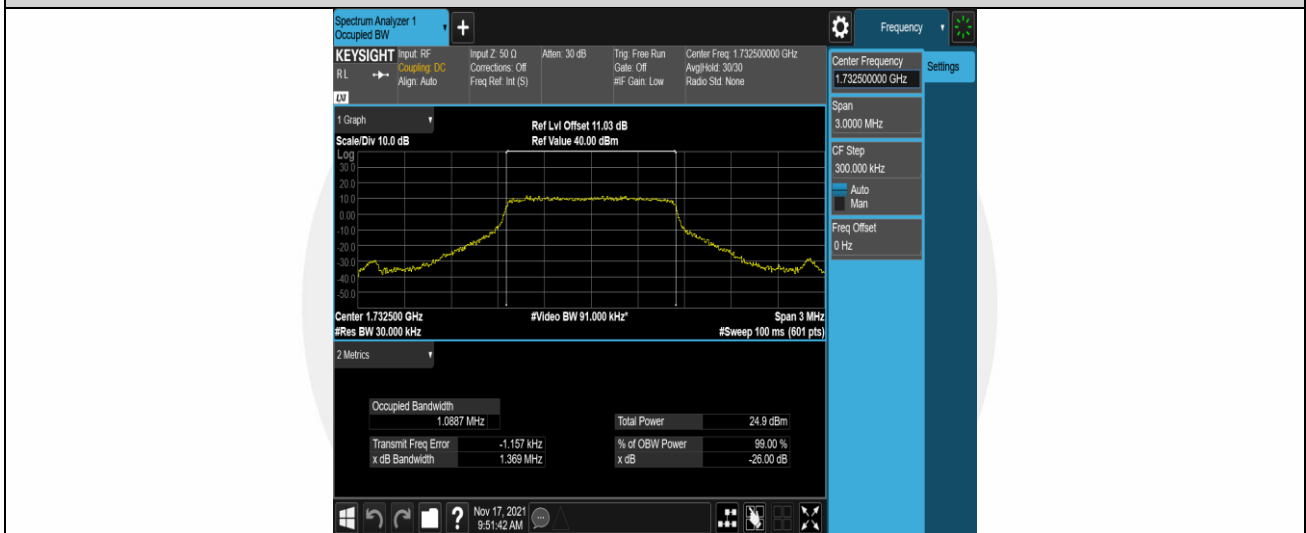 Spectrum Analyzer 1
Occupied BW
+
Frequency
KEYSIGHT Input: RF Input Z: 50 Ω Atten: 30 dB Trig: Free Run Center Freq: 1.732500000 GHz
RL Coupling: DC Corrections: Off Gate: Off Avg|Hold: 30/30
Align: Auto Freq Ref: Int (S) #IF Gain: Low Radio Std: None
LXI
Center Frequency
1.732500000 GHz
Settings
Span
3.0000 MHz
CF Step
300.000 kHz
Auto
Man
Freq Offset
0 Hz
1 Graph
Ref Lvl Offset 11.03 dB
Scale/Div 10.0 dB Ref Value 40.00 dBm
Log
30.0
20.0
10.0
0.00
-10.0
-20.0
-30.0
-40.0
-50.0
Center 1.732500 GHz #Video BW 91.000 kHz* Span 3 MHz
#Res BW 30.000 kHz #Sweep 100 ms (601 pts)
2 Metrics
Occupied Bandwidth
1.0887 MHz Total Power 24.9 dBm
Transmit Freq Error -1.157 kHz % of OBW Power 99.00 %
x dB Bandwidth 1.369 MHz x dB -26.00 dB
? Nov 17, 2021
9:51:42 AM